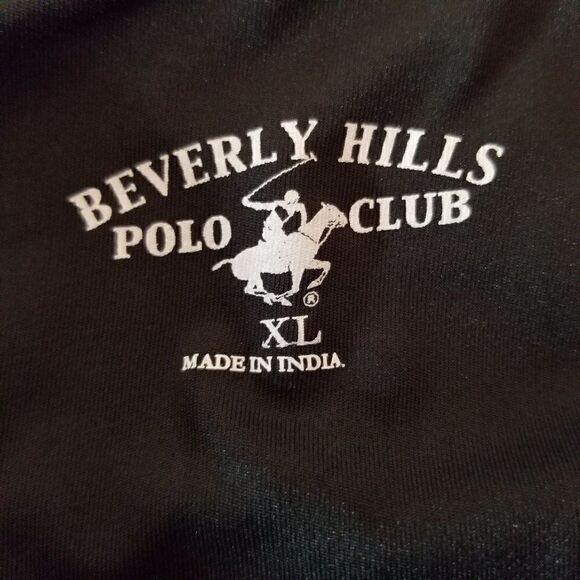 BEVERLY HILLS
POLO CLUB
®
XL
MADE IN INDIA.